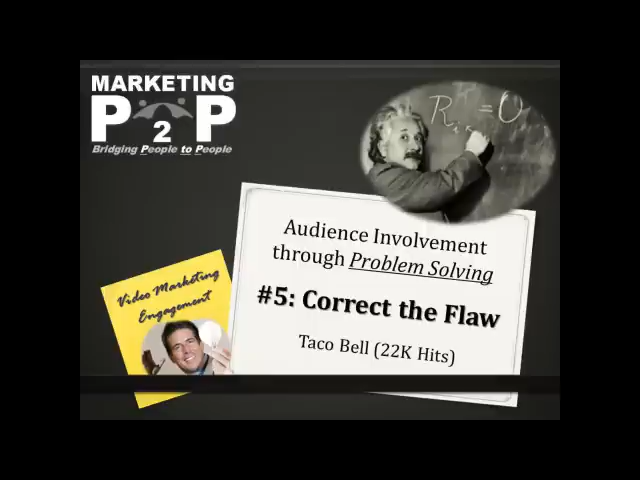 MARKETING
P2P
Bridging People to People
Audience Involvement
through Problem Solving
#5: Correct the Flaw
Taco Bell (22K Hits)
Video Marketing
Engagement